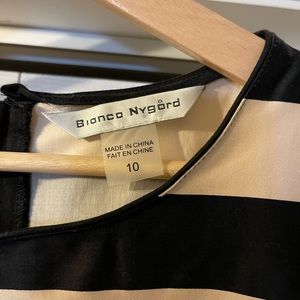 Bianca Nygård
MADE IN CHINA
FAIT EN CHINE
10